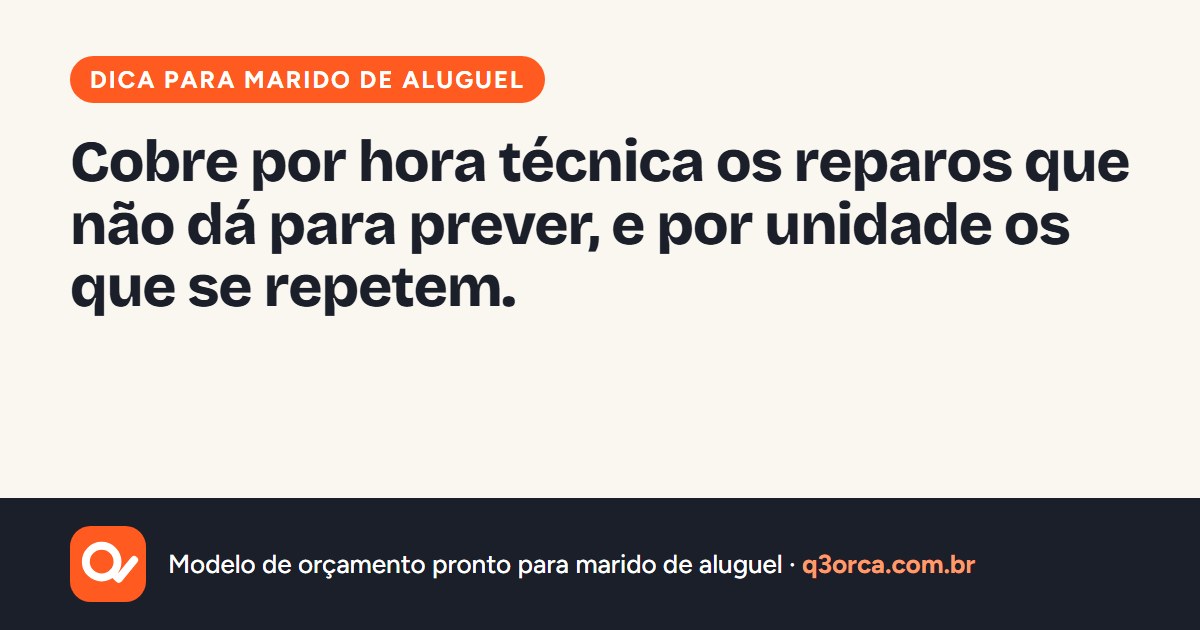 DICA PARA MARIDO DE ALUGUEL
Cobre por hora técnica os reparos que
não dá para prever, e por unidade os
que se repetem.
Modelo de orçamento pronto para marido de aluguel · q3orca.com.br